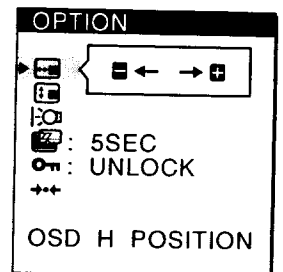 OPTION
− ← → +
: 5SEC
: UNLOCK
OSD H POSITION